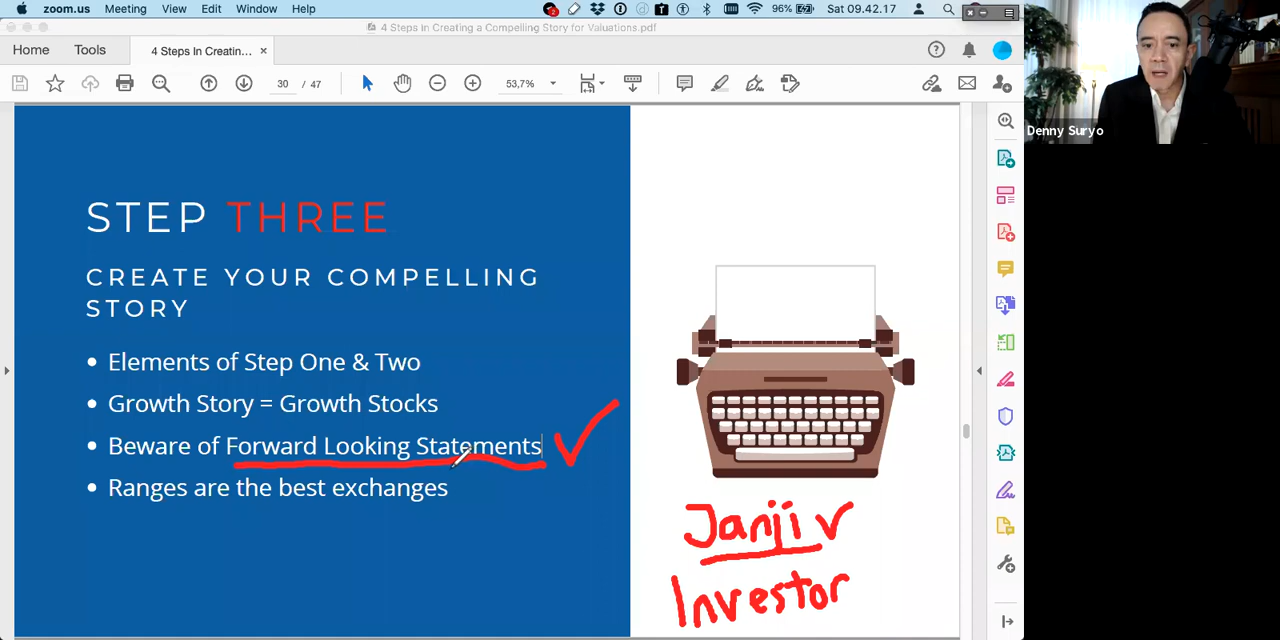 zoom.us Meeting View Edit Window Help 96% Sat 09.42.17
4 Steps In Creating a Compelling Story for Valuations.pdf
Home Tools 4 Steps In Creatin... ×
30 / 47 53,7%
Denny Suryo
STEP THREE
CREATE YOUR COMPELLING
STORY
• Elements of Step One & Two
• Growth Story = Growth Stocks
• Beware of Forward Looking Statements
• Ranges are the best exchanges
Janji
Investor